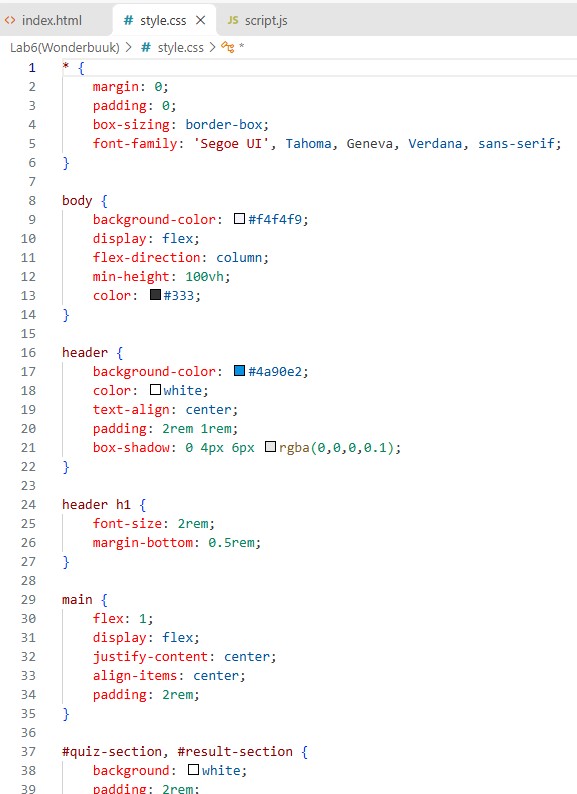 <> index.html # style.css × JS script.js
Lab6(Wonderbuuk) > # style.css > *
1 * {
2     margin: 0;
3     padding: 0;
4     box-sizing: border-box;
5     font-family: 'Segoe UI', Tahoma, Geneva, Verdana, sans-serif;
6 }
7
8 body {
9     background-color: #f4f4f9;
10     display: flex;
11     flex-direction: column;
12     min-height: 100vh;
13     color: #333;
14 }
15
16 header {
17     background-color: #4a90e2;
18     color: white;
19     text-align: center;
20     padding: 2rem 1rem;
21     box-shadow: 0 4px 6px rgba(0,0,0,0.1);
22 }
23
24 header h1 {
25     font-size: 2rem;
26     margin-bottom: 0.5rem;
27 }
28
29 main {
30     flex: 1;
31     display: flex;
32     justify-content: center;
33     align-items: center;
34     padding: 2rem;
35 }
36
37 #quiz-section, #result-section {
38     background: white;
39     padding: 2rem;